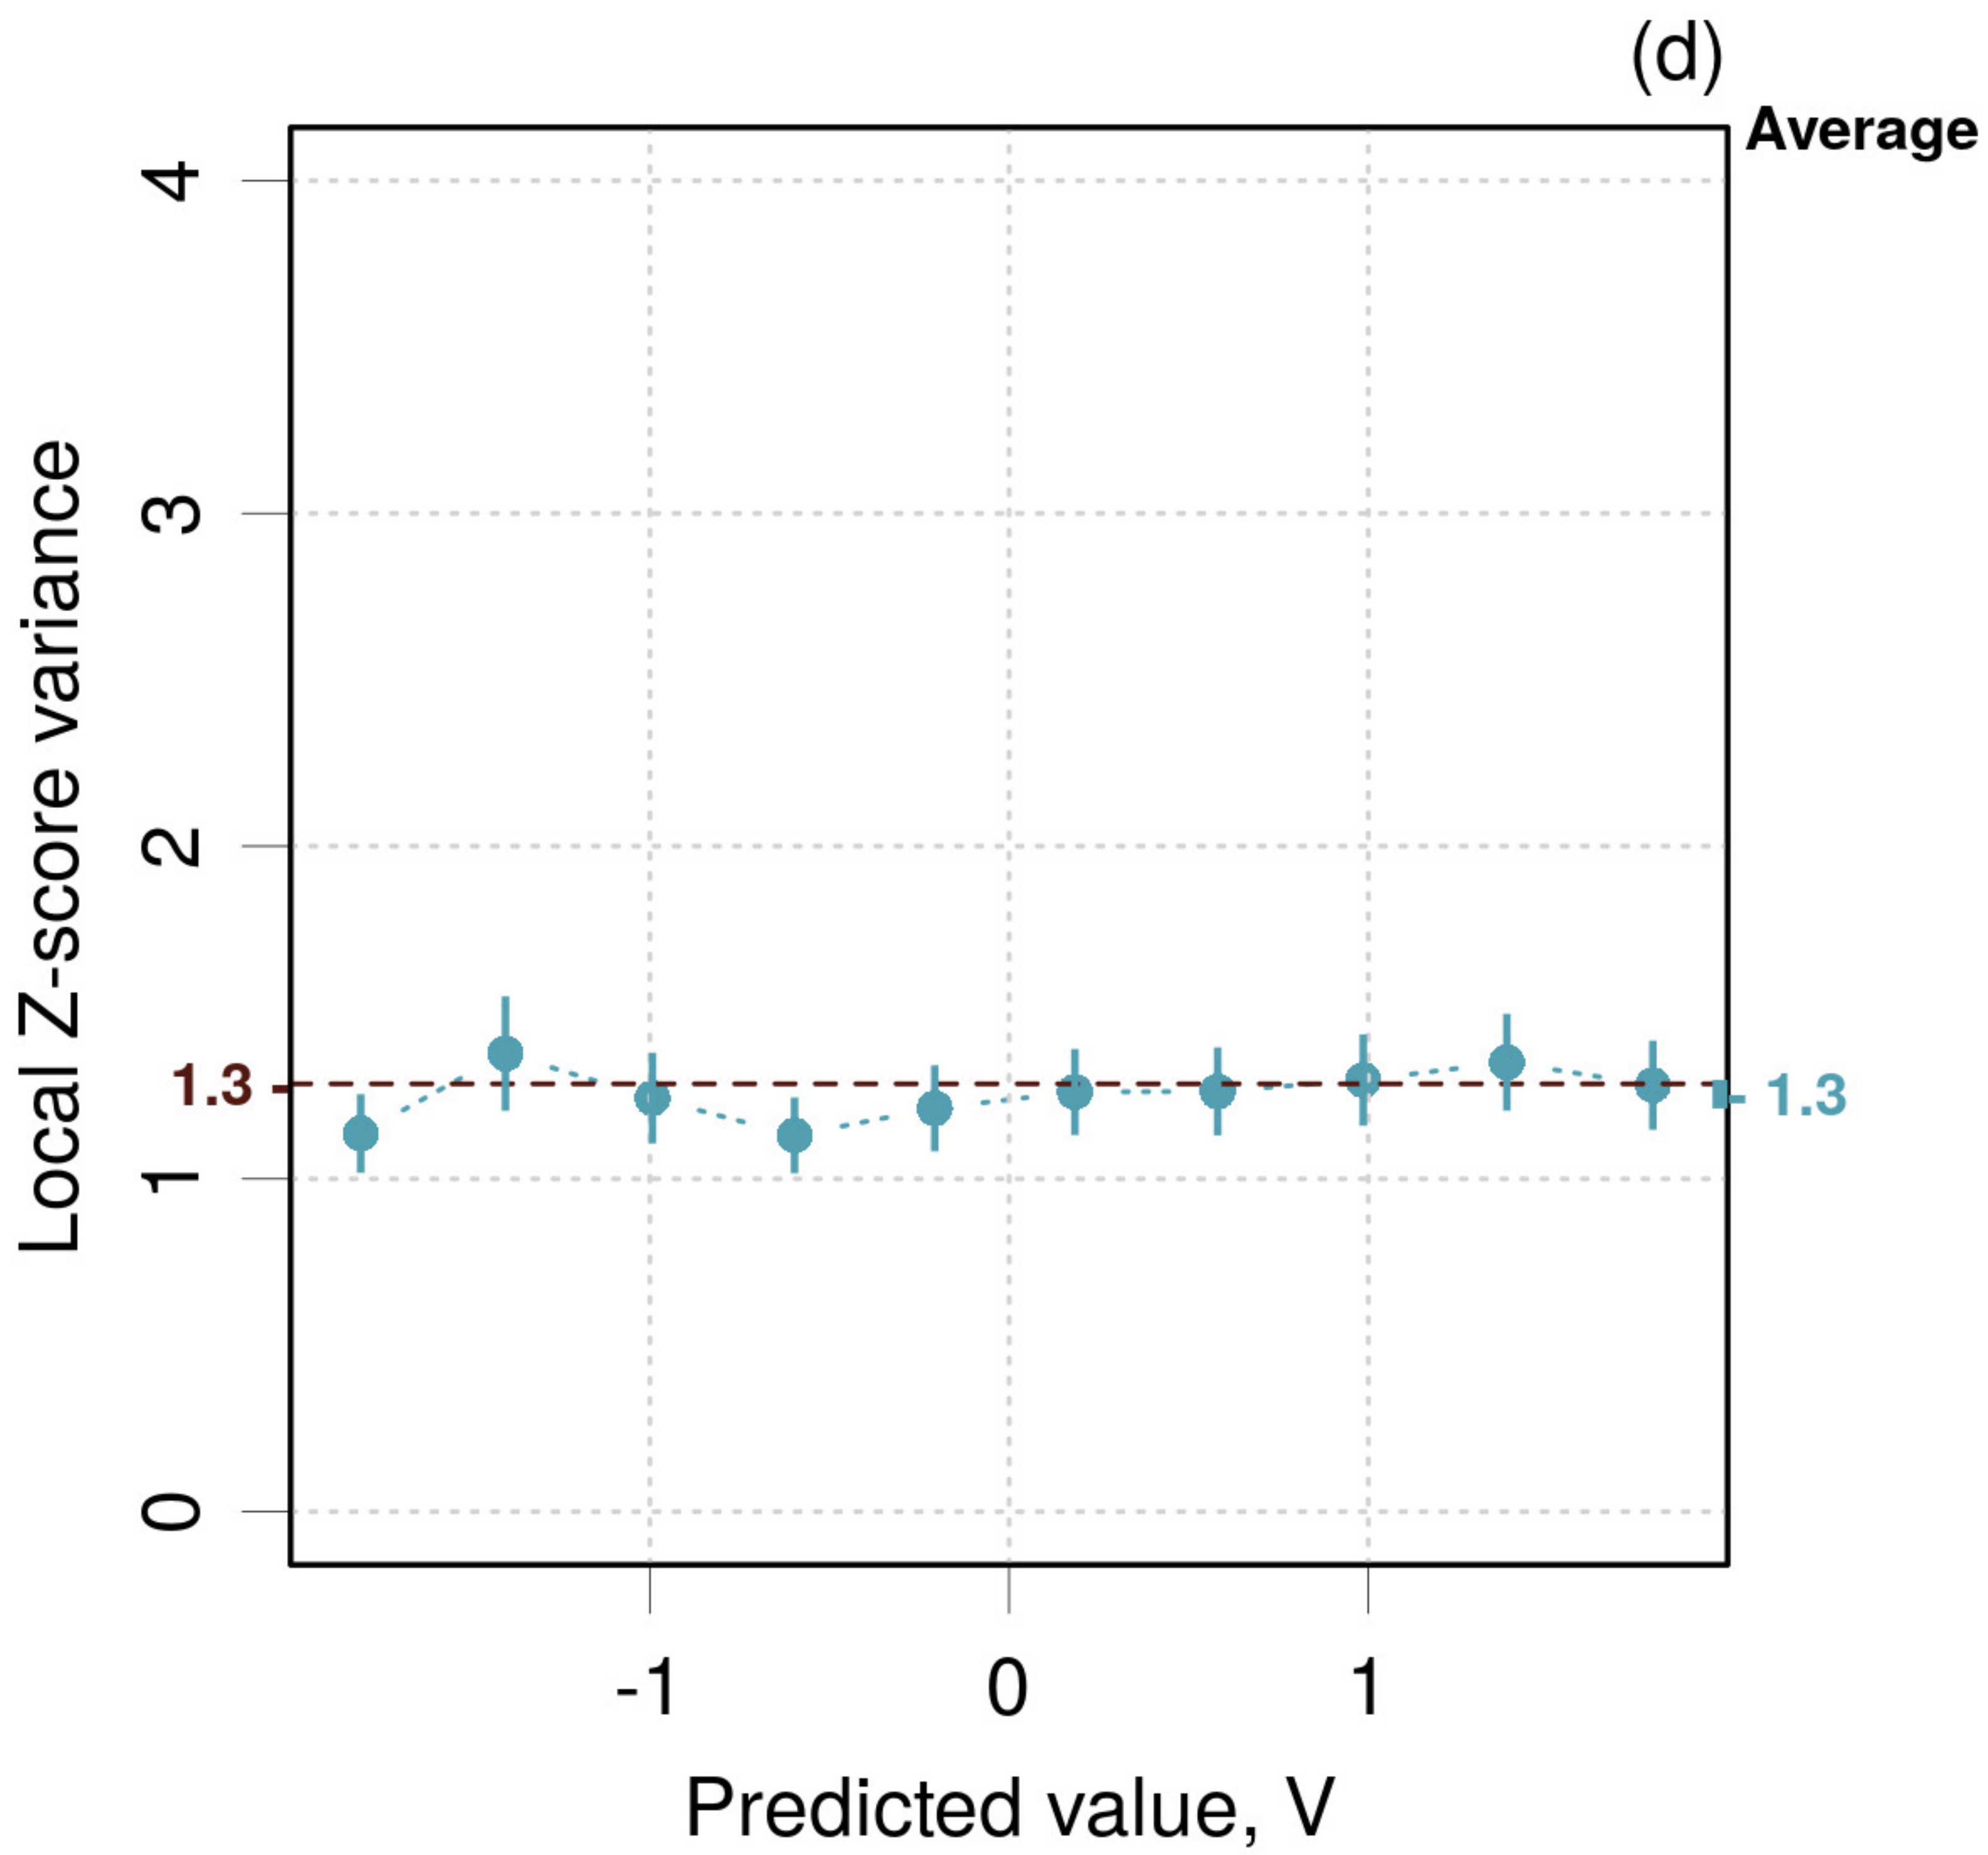 (d)
Average
Local Z-score variance
4
3
2
1.3
1
0
1.3
-1 0 1
Predicted value, V